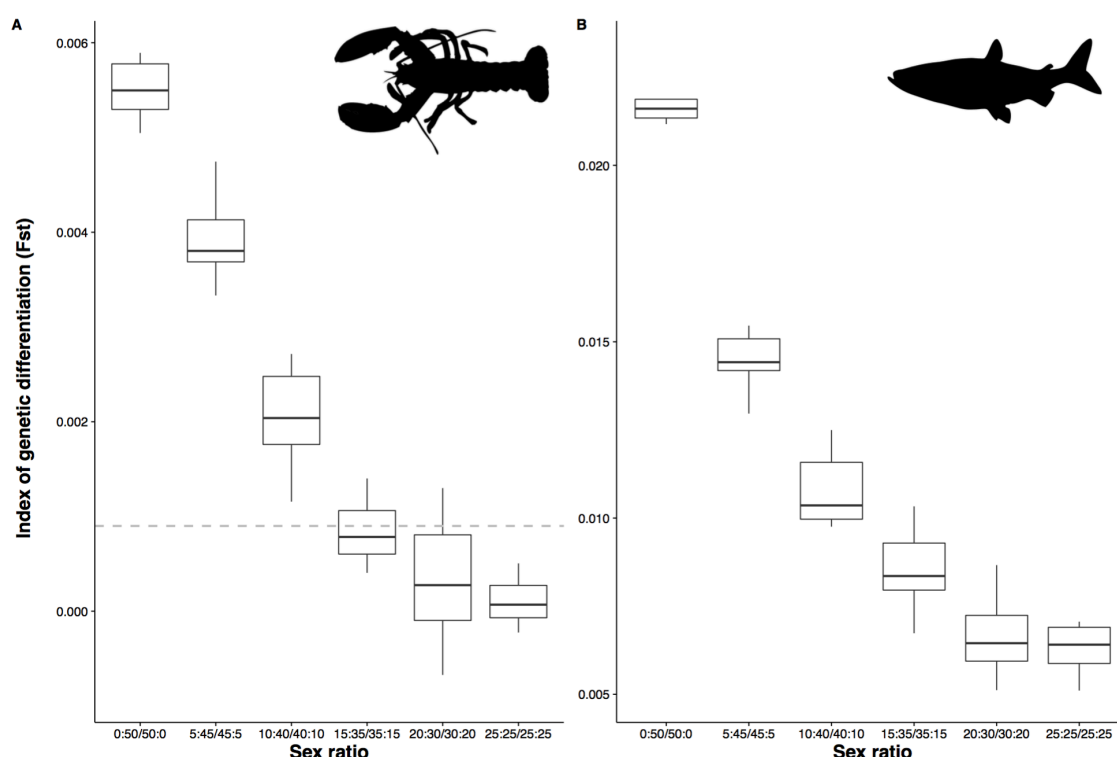 A
B
Index of genetic differentiation (Fst)
0.006
0.004
0.002
0.000
0:50/50:0 5:45/45:5 10:40/40:10 15:35/35:15 20:30/30:20 25:25/25:25
Sex ratio
0.020
0.015
0.010
0.005
0:50/50:0 5:45/45:5 10:40/40:10 15:35/35:15 20:30/30:20 25:25/25:25
Sex ratio